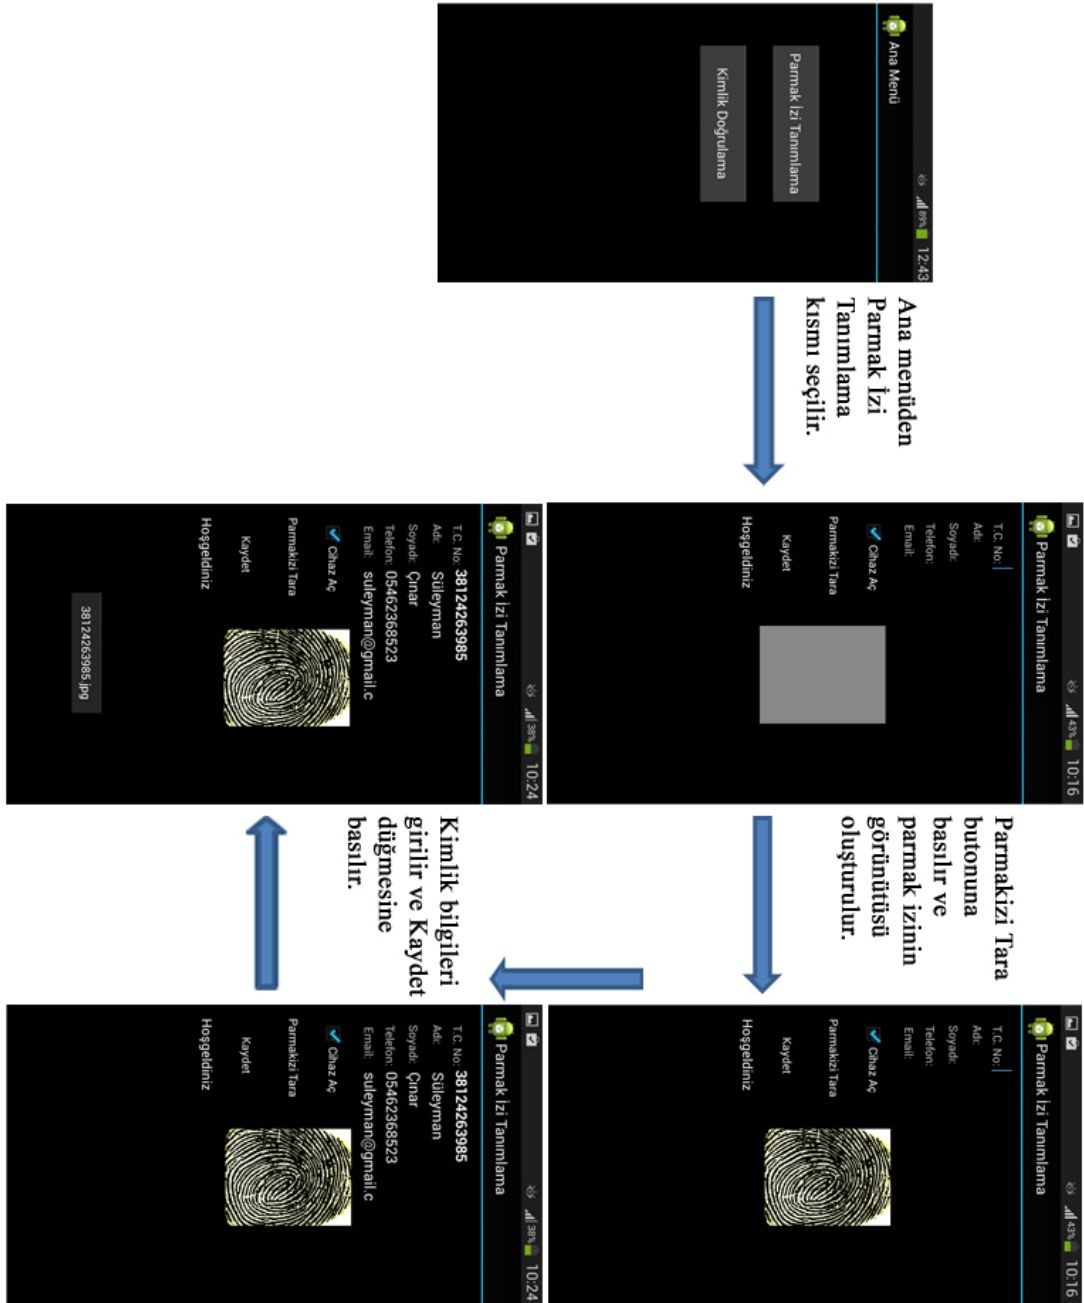 12:43
89%
Ana Menü
Parmak İzi Tanımlama
Kimlik Doğrulama
Ana menüden
Parmak İzi
Tanımlama
kısmı seçilir.
43% 10:16
Parmak İzi Tanımlama
T.C. No:
Adı:
Soyadı:
Telefon:
Email:
Cihaz Aç
Parmakizi Tara
Kaydet
Hoşgeldiniz
Parmakizi Tara
butonuna
basılır ve
parmak izinin
görünütüsü
oluşturulur.
43% 10:16
Parmak İzi Tanımlama
T.C. No:
Adı:
Soyadı:
Telefon:
Email:
Cihaz Aç
Parmakizi Tara
Kaydet
Hoşgeldiniz
38% 10:24
Parmak İzi Tanımlama
T.C. No: 38124263985
Adı: Süleyman
Soyadı: Çınar
Telefon: 05462368523
Email: suleyman@gmail.c
Cihaz Aç
Parmakizi Tara
Kaydet
Hoşgeldiniz
38124263985.jpg
Kimlik bilgileri
girilir ve Kaydet
düğmesine
basılır.
38% 10:24
Parmak İzi Tanımlama
T.C. No: 38124263985
Adı: Süleyman
Soyadı: Çınar
Telefon: 05462368523
Email: suleyman@gmail.c
Cihaz Aç
Parmakizi Tara
Kaydet
Hoşgeldiniz